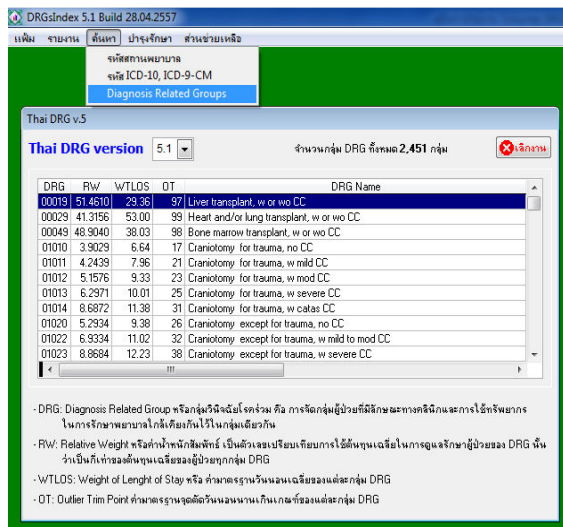 DRGsIndex 5.1 Build 28.04.2557
แฟ้ม รายงาน ค้นหา บำรุงรักษา ส่วนช่วยเหลือ
รหัสสถานพยาบาล
รหัส ICD-10, ICD-9-CM
Diagnosis Related Groups
Thai DRG v.5
Thai DRG version 5.1 จำนวนกลุ่ม DRG ทั้งหมด 2,451 กลุ่ม เลิกงาน
DRG RW WTLOS OT DRG Name
00019 51.4610 29.36 97 Liver transplant, w or wo CC
00029 41.3156 53.00 99 Heart and/or lung transplant, w or wo CC
00049 48.9040 38.03 98 Bone marrow transplant, w or wo CC
01010 3.9029 6.64 17 Craniotomy for trauma, no CC
01011 4.2439 7.96 21 Craniotomy for trauma, w mild CC
01012 5.1576 9.33 23 Craniotomy for trauma, w mod CC
01013 6.2971 10.01 25 Craniotomy for trauma, w severe CC
01014 8.6872 11.38 31 Craniotomy for trauma, w catas CC
01020 5.2934 9.38 26 Craniotomy except for trauma, no CC
01022 6.9334 11.02 32 Craniotomy except for trauma, w mild to mod CC
01023 8.8684 12.23 38 Craniotomy except for trauma, w severe CC
- DRG: Diagnosis Related Group หรือกลุ่มวินิจฉัยโรคร่วม คือ การจัดกลุ่มผู้ป่วยที่มีลักษณะทางคลินิกและการใช้ทรัพยากร
ในการรักษาพยาบาลใกล้เคียงกันไว้ในกลุ่มเดียวกัน
- RW: Relative Weight หรือค่าน้ำหนักสัมพัทธ์ เป็นตัวเลขเปรียบเทียบการใช้ต้นทุนเฉลี่ยในการดูแลรักษาผู้ป่วยของ DRG นั้น
ว่าเป็นกี่เท่าของต้นทุนเฉลี่ยของผู้ป่วยทุกกลุ่ม DRG
- WTLOS: Weight of Lenght of Stay หรือ ค่ามาตรฐานวันนอนเฉลี่ยของแต่ละกลุ่ม DRG
- OT: Outlier Trim Point ค่ามาตรฐานจุดตัดวันนอนนานเกินเกณฑ์ของแต่ละกลุ่ม DRG